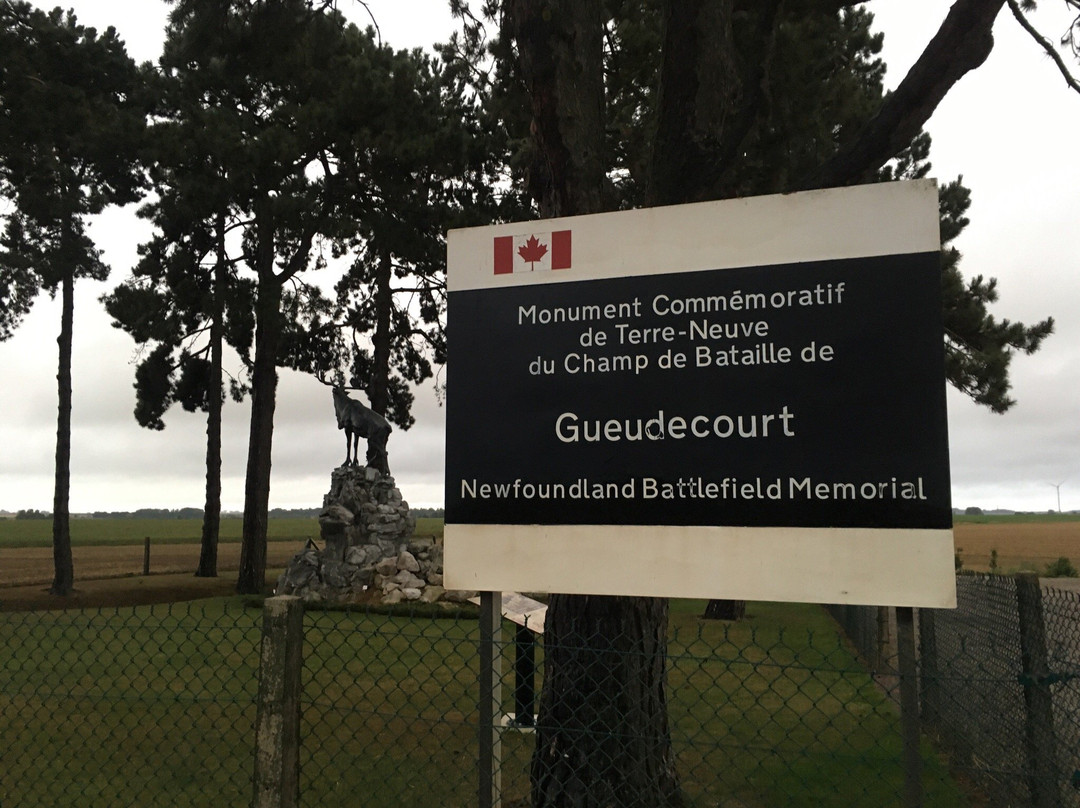 Monument Commémoratif
de Terre-Neuve
du Champ de Bataille de
Gueudecourt
Newfoundland Battlefield Memorial